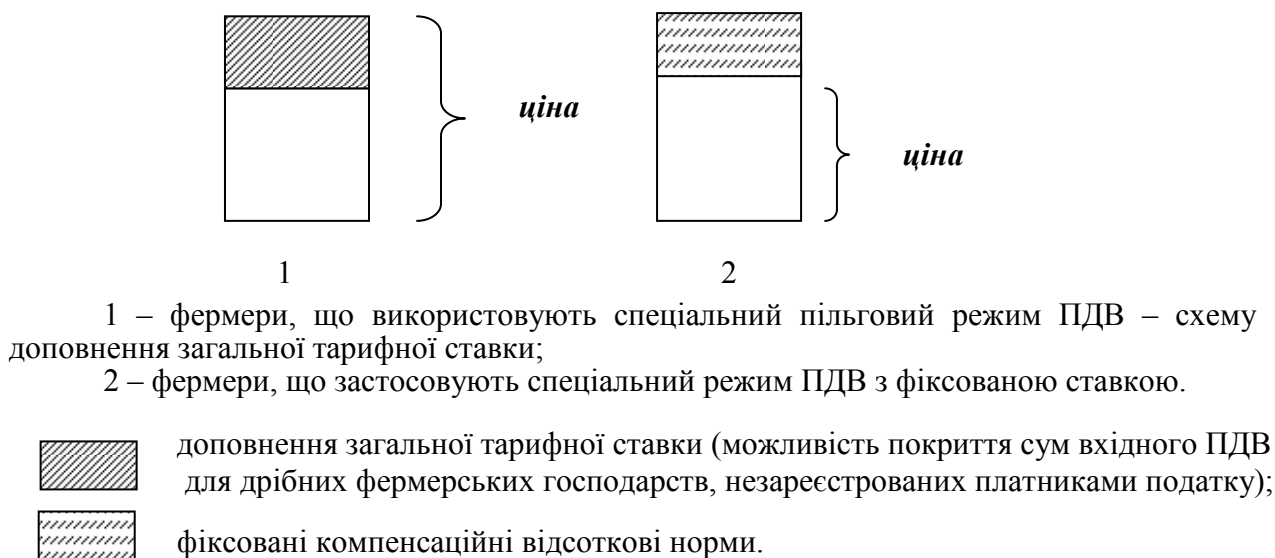 ціна
ціна
1 2
1 – фермери, що використовують спеціальний пільговий режим ПДВ – схему
доповнення загальної тарифної ставки;
2 – фермери, що застосовують спеціальний режим ПДВ з фіксованою ставкою.
доповнення загальної тарифної ставки (можливість покриття сум вхідного ПДВ
для дрібних фермерських господарств, незареєстрованих платниками податку);
фіксовані компенсаційні відсоткові норми.